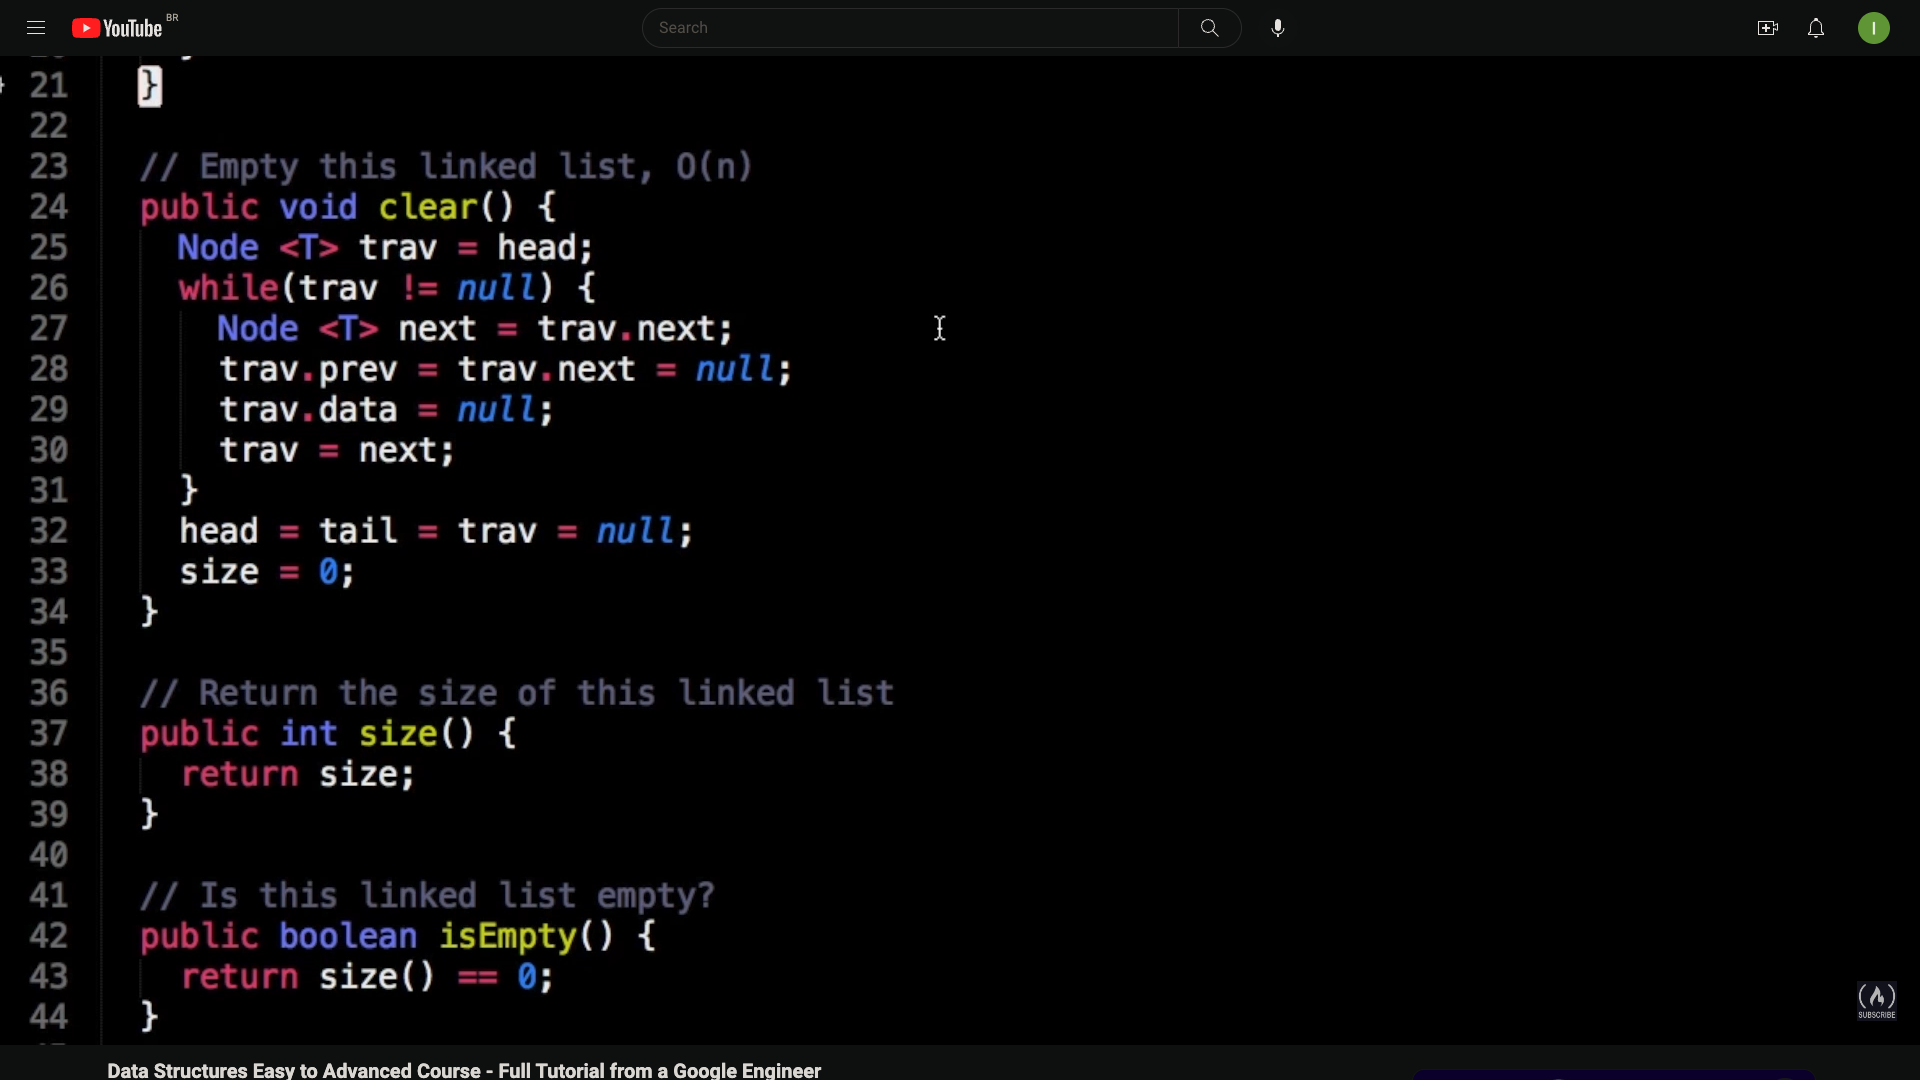 YouTube BR
Search
I
21 }
22
23 // Empty this linked list, O(n)
24 public void clear() {
25 Node <T> trav = head;
26 while(trav != null) {
27 Node <T> next = trav.next;
28 trav.prev = trav.next = null;
29 trav.data = null;
30 trav = next;
31 }
32 head = tail = trav = null;
33 size = 0;
34 }
35
36 // Return the size of this linked list
37 public int size() {
38 return size;
39 }
40
41 // Is this linked list empty?
42 public boolean isEmpty() {
43 return size() == 0;
44 }
SUBSCRIBE
Data Structures Easy to Advanced Course - Full Tutorial from a Google Engineer